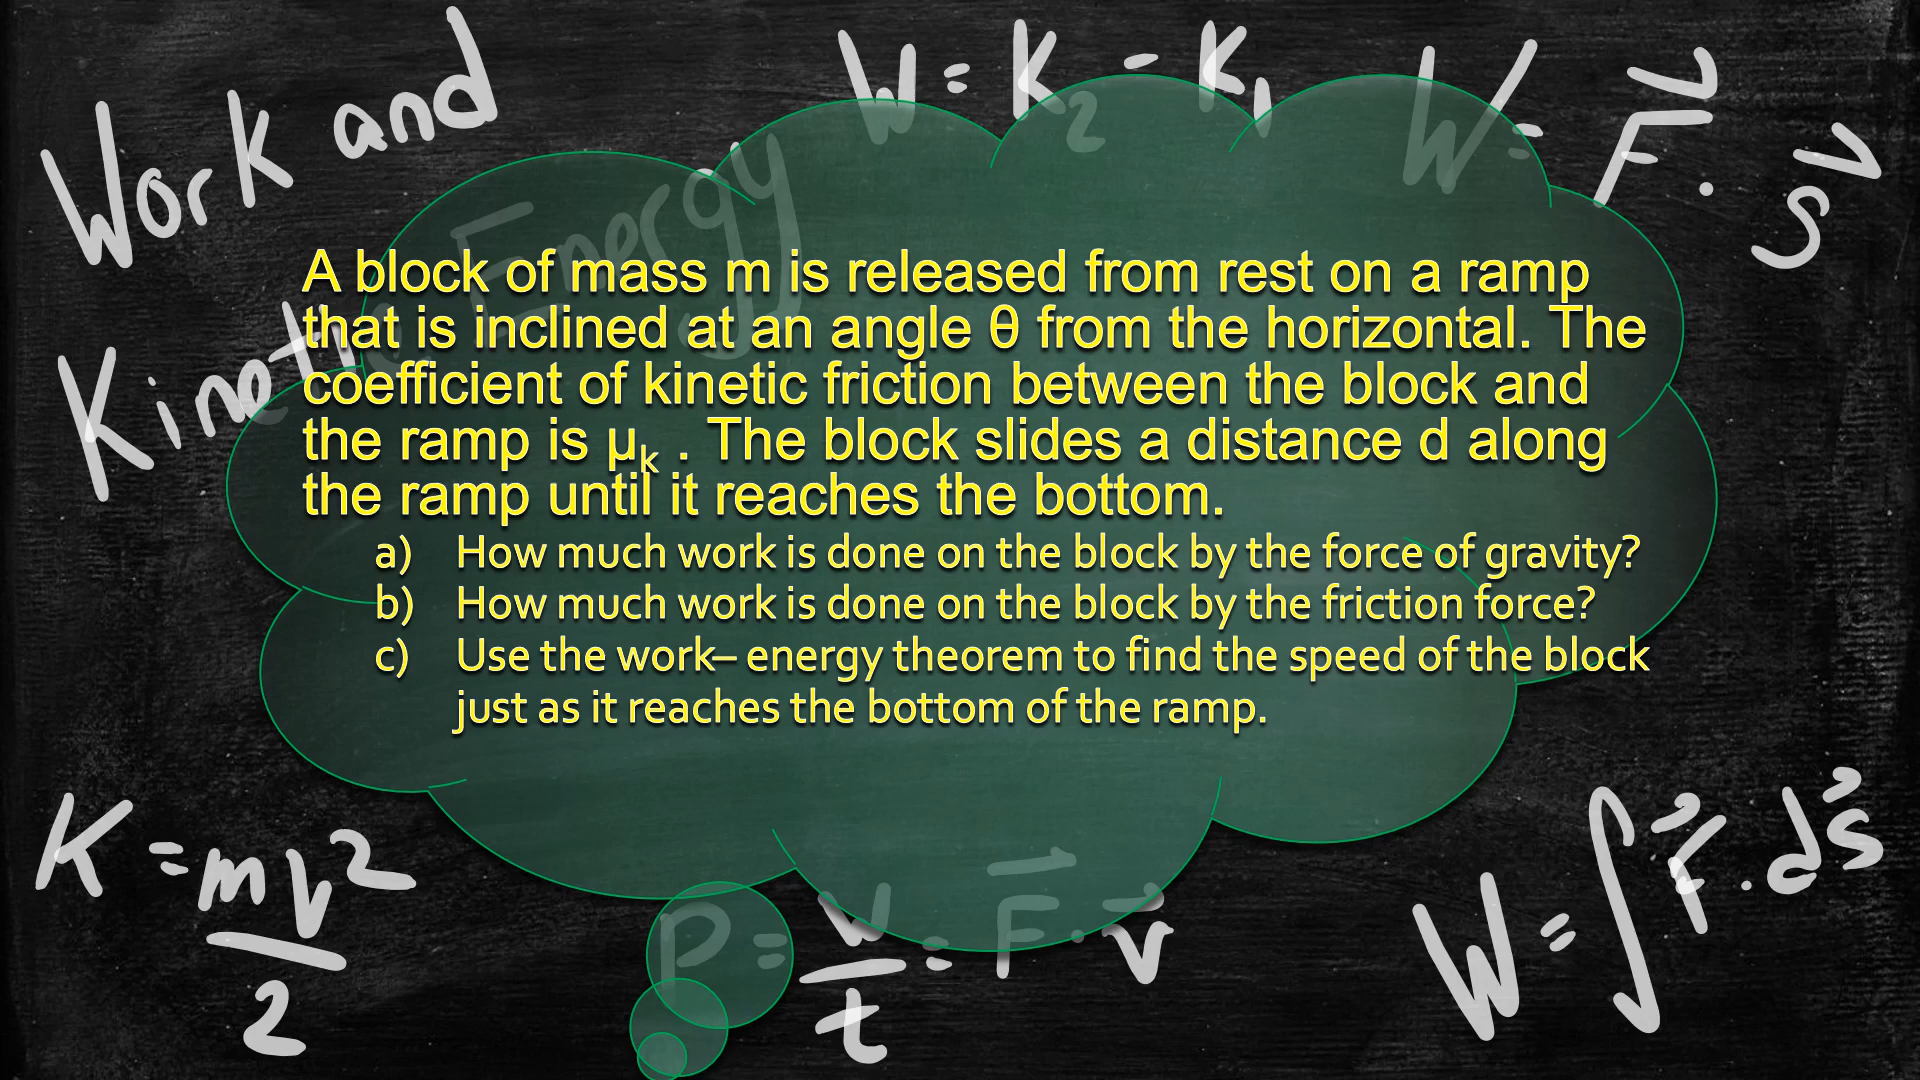 Work and
Kinetic Energy
W = K₂ - K₁
W = F⃗ · s⃗
A block of mass m is released from rest on a ramp
that is inclined at an angle θ from the horizontal. The
coefficient of kinetic friction between the block and
the ramp is μₖ . The block slides a distance d along
the ramp until it reaches the bottom.
a) How much work is done on the block by the force of gravity?
b) How much work is done on the block by the friction force?
c) Use the work– energy theorem to find the speed of the block
just as it reaches the bottom of the ramp.
K = mv²/2
P = W/t = F⃗ · v⃗
W = ∫ F⃗ · ds⃗